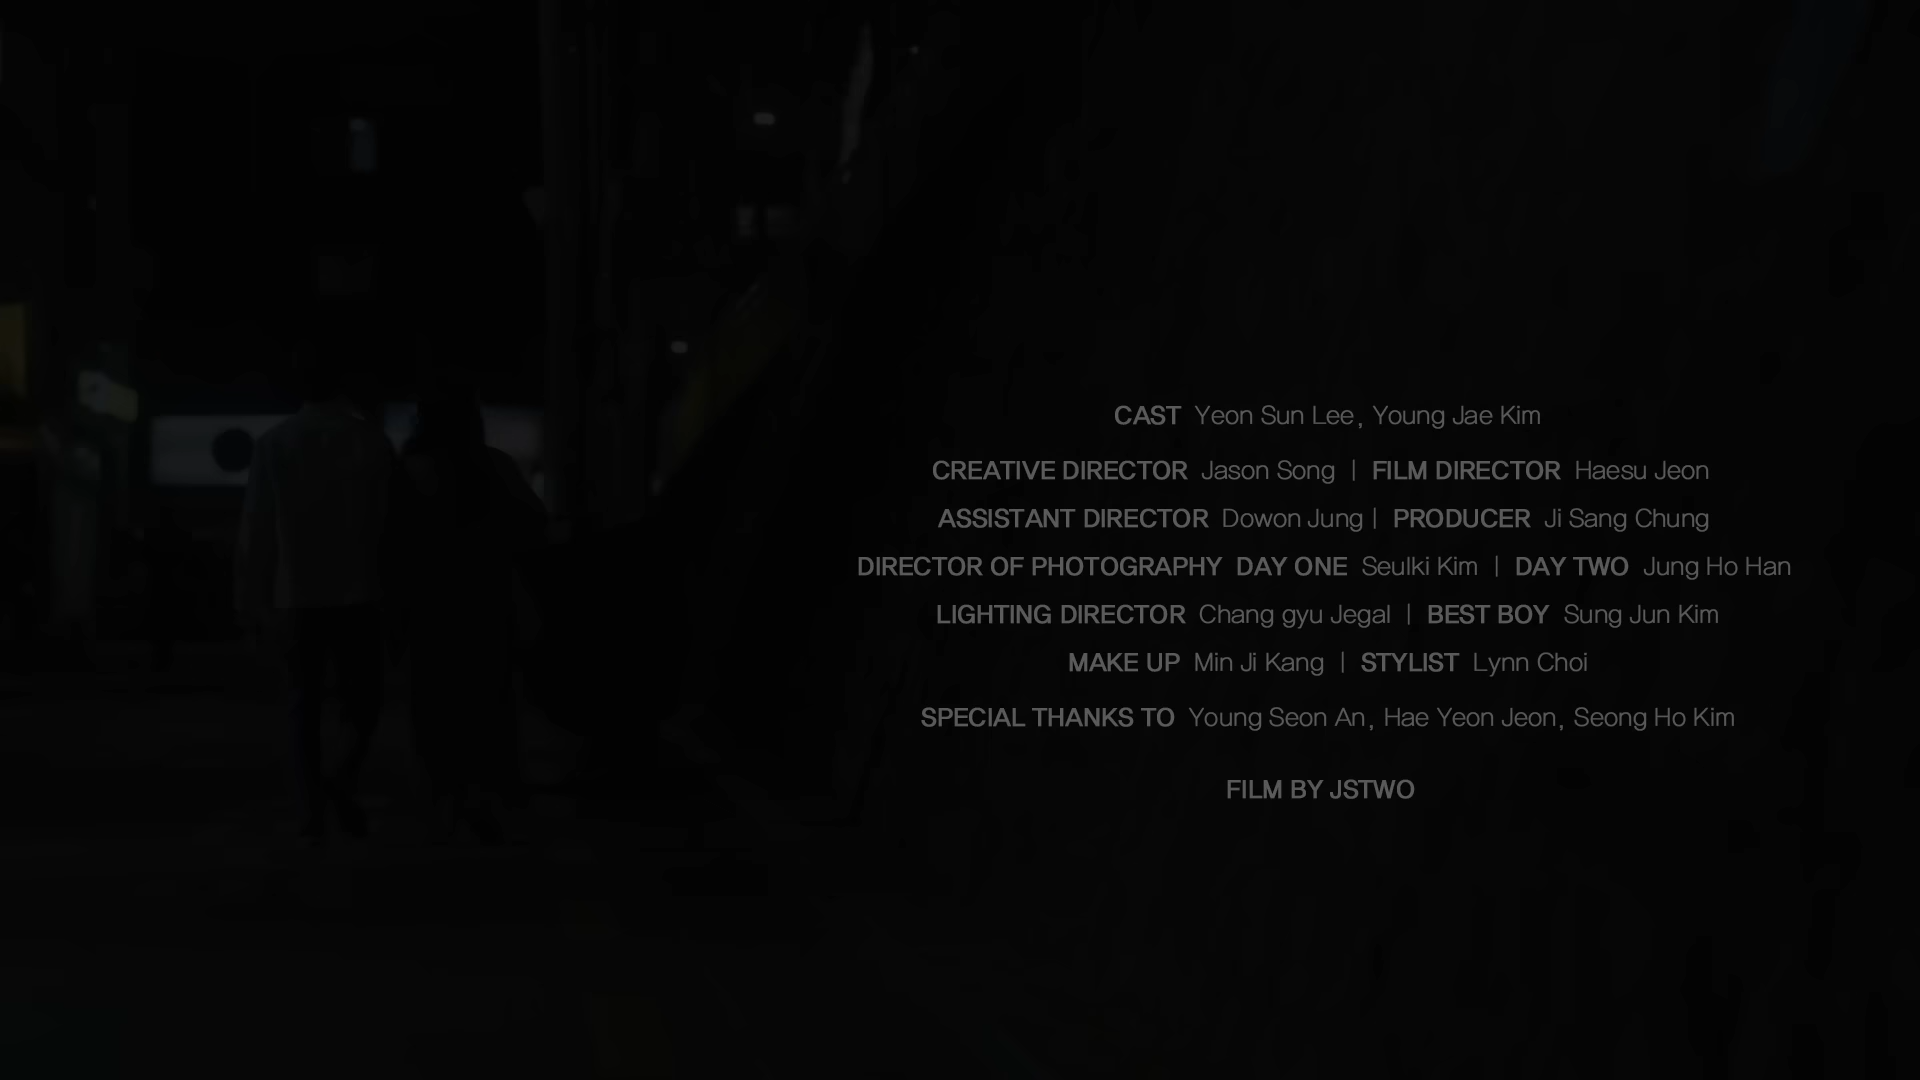 CAST Yeon Sun Lee, Young Jae Kim
CREATIVE DIRECTOR Jason Song | FILM DIRECTOR Haesu Jeon
ASSISTANT DIRECTOR Dowon Jung | PRODUCER Ji Sang Chung
DIRECTOR OF PHOTOGRAPHY DAY ONE Seulki Kim | DAY TWO Jung Ho Han
LIGHTING DIRECTOR Chang gyu Jegal | BEST BOY Sung Jun Kim
MAKE UP Min Ji Kang | STYLIST Lynn Choi
SPECIAL THANKS TO Young Seon An, Hae Yeon Jeon, Seong Ho Kim
FILM BY JSTWO